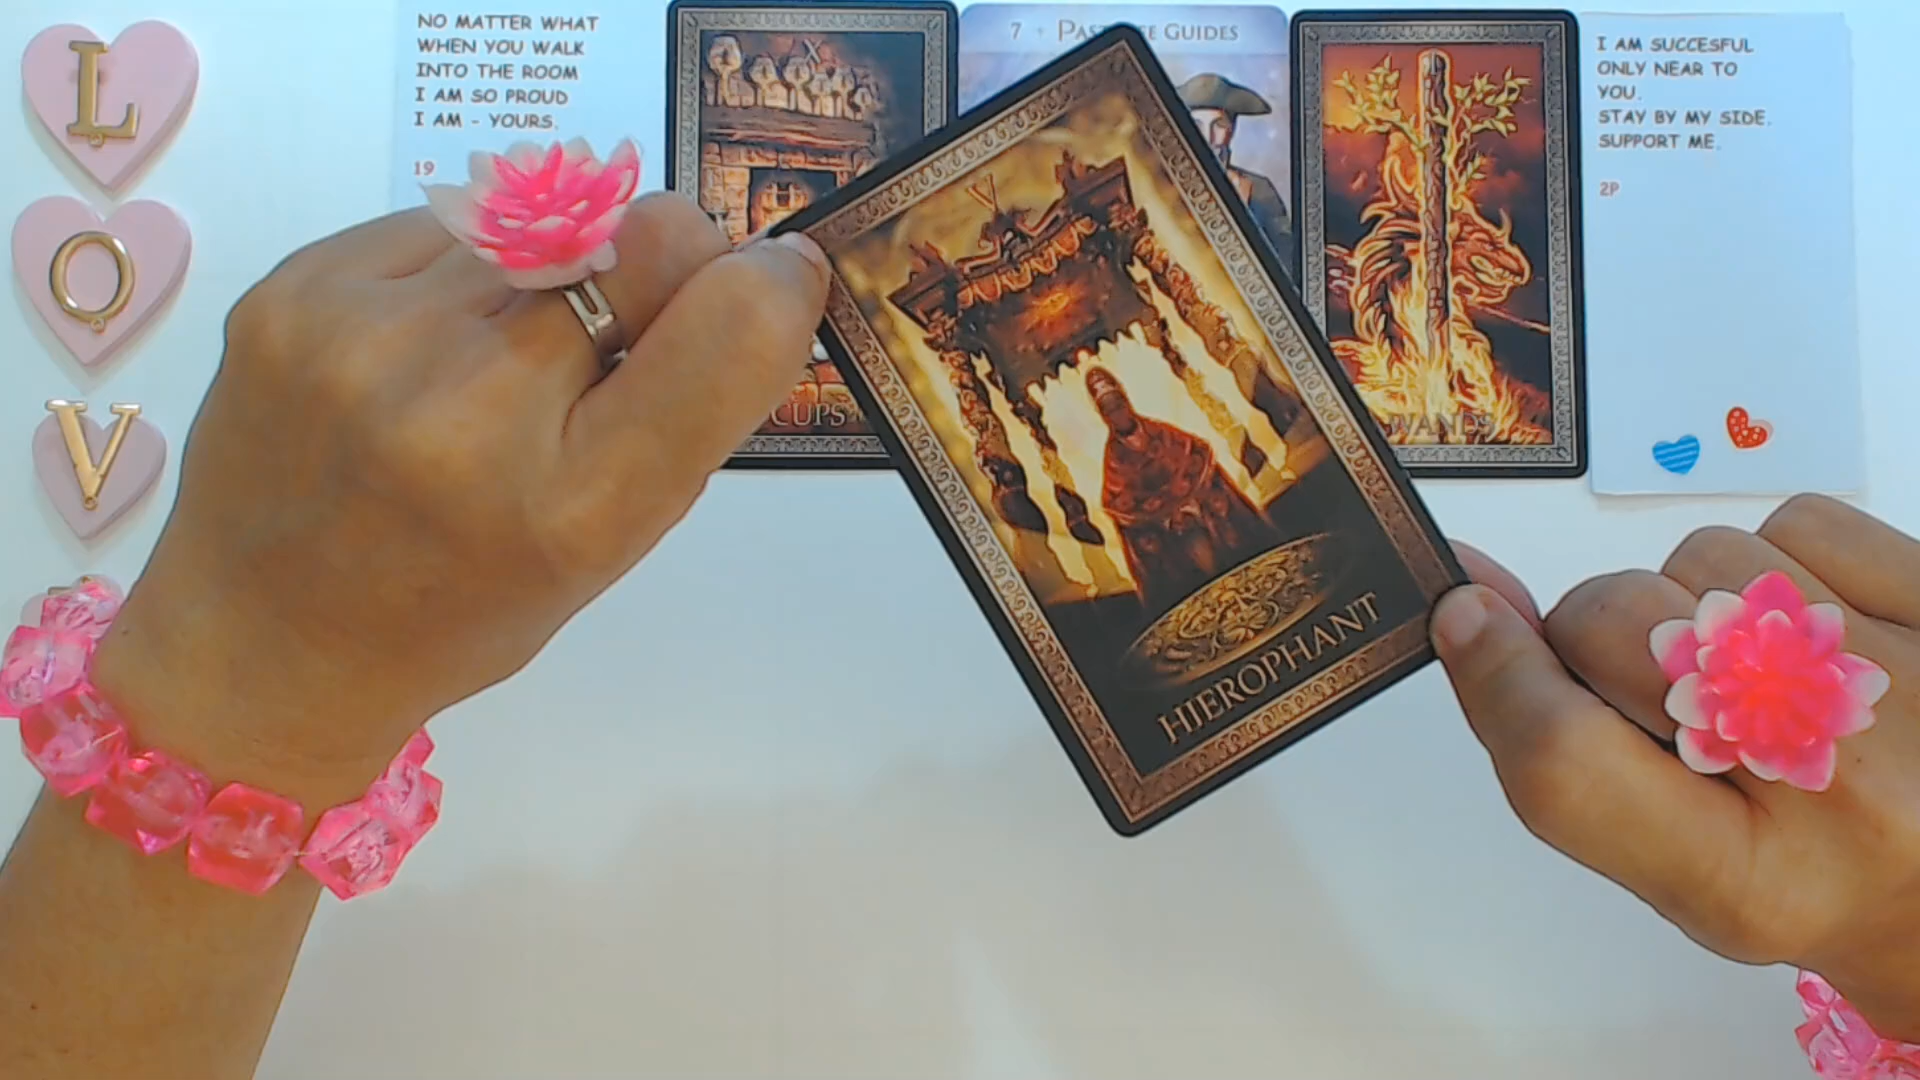 L
O
V
NO MATTER WHAT
WHEN YOU WALK
INTO THE ROOM
I AM SO PROUD
I AM - YOURS.
19
X
CUPS
7 Guides
V
HIEROPHANT
WANDS
I AM SUCCESFUL
ONLY NEAR TO
YOU.
STAY BY MY SIDE.
SUPPORT ME.
2P